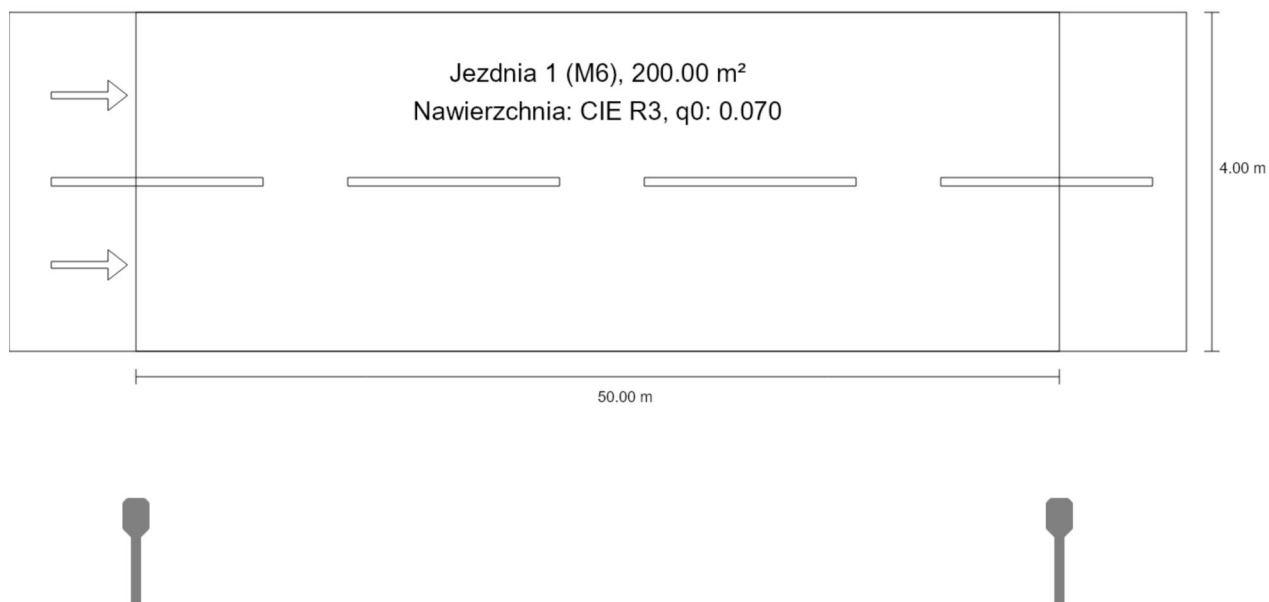 Jezdnia 1 (M6), 200.00 m²
Nawierzchnia: CIE R3, q0: 0.070
4.00 m
50.00 m